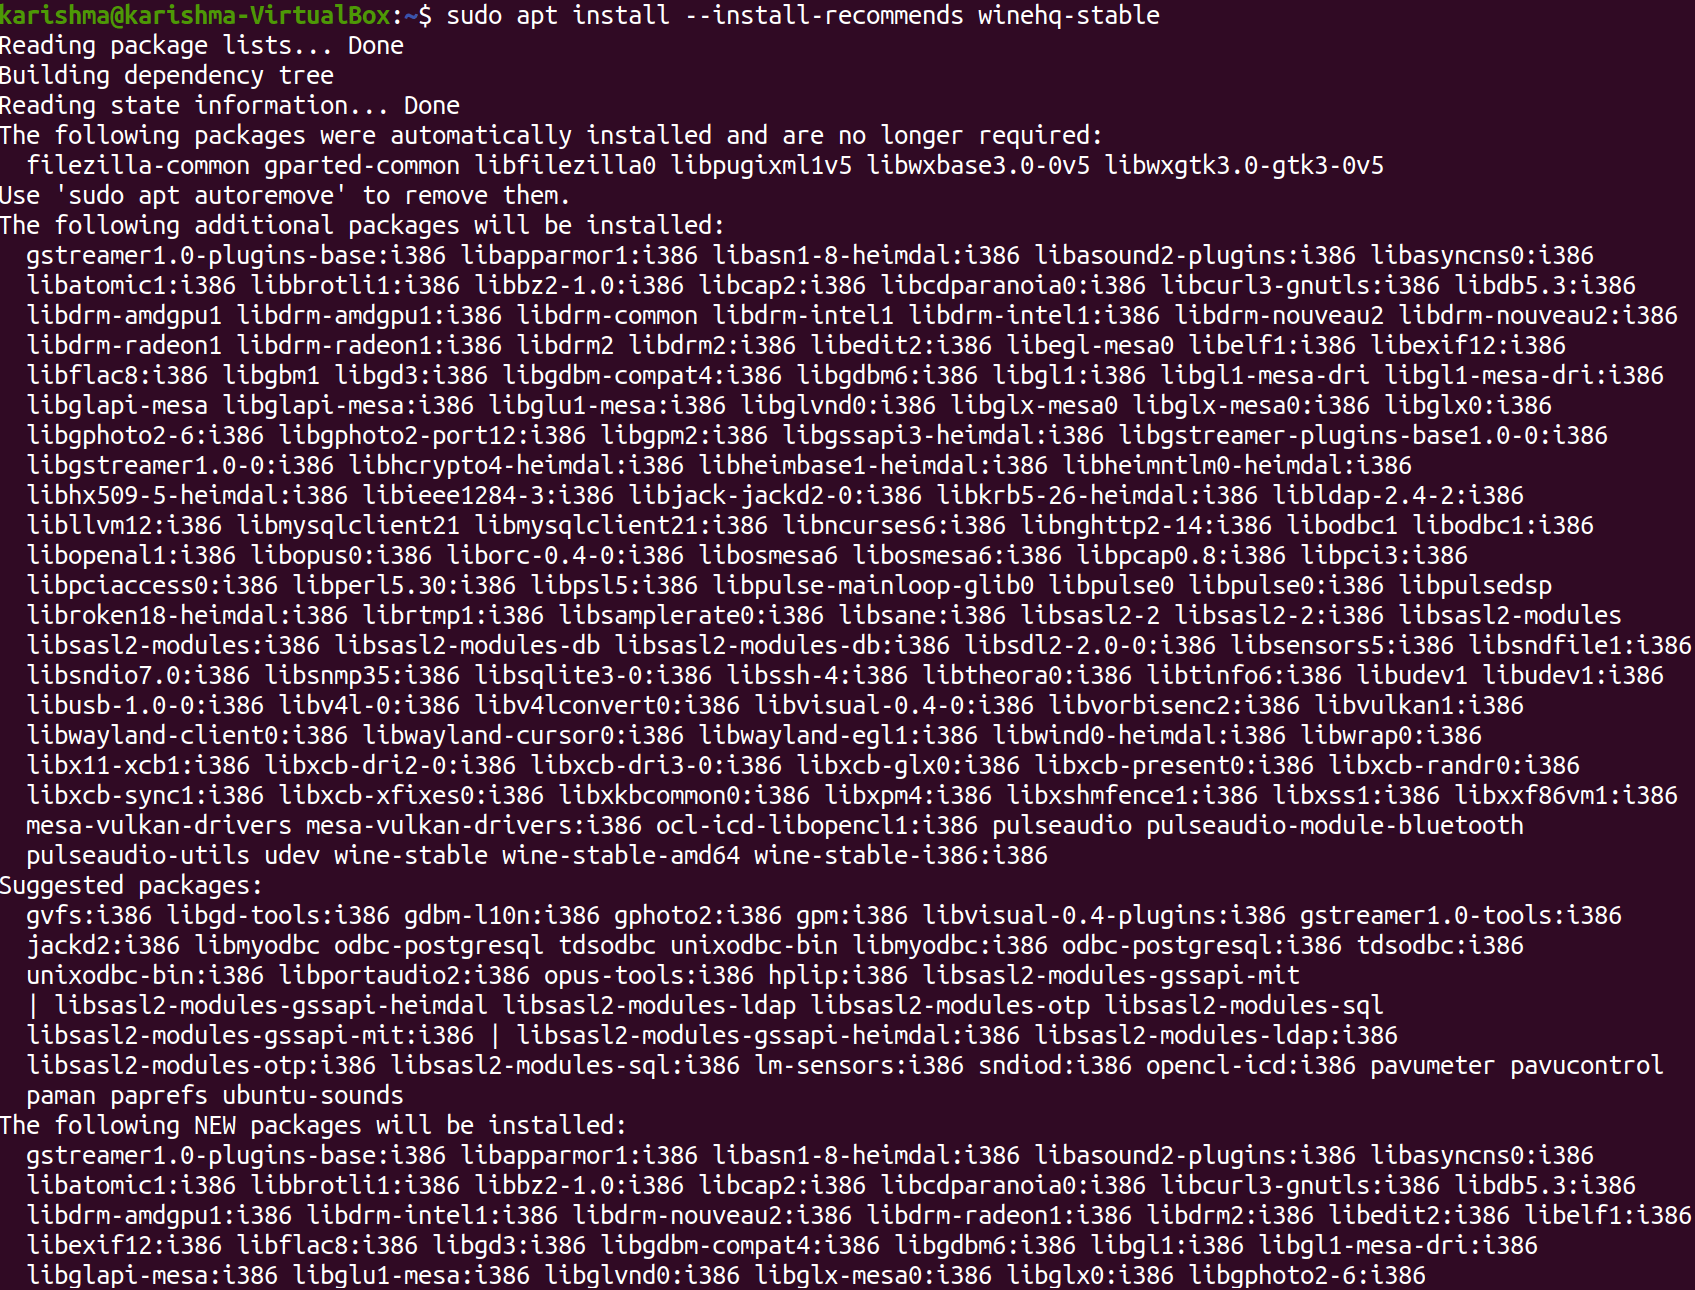 karishma@karishma-VirtualBox:~$ sudo apt install --install-recommends winehq-stable
Reading package lists... Done
Building dependency tree
Reading state information... Done
The following packages were automatically installed and are no longer required:
  filezilla-common gparted-common libfilezilla0 libpugixml1v5 libwxbase3.0-0v5 libwxgtk3.0-gtk3-0v5
Use 'sudo apt autoremove' to remove them.
The following additional packages will be installed:
  gstreamer1.0-plugins-base:i386 libapparmor1:i386 libasn1-8-heimdal:i386 libasound2-plugins:i386 libasyncns0:i386
  libatomic1:i386 libbrotli1:i386 libbz2-1.0:i386 libcap2:i386 libcdparanoia0:i386 libcurl3-gnutls:i386 libdb5.3:i386
  libdrm-amdgpu1 libdrm-amdgpu1:i386 libdrm-common libdrm-intel1 libdrm-intel1:i386 libdrm-nouveau2 libdrm-nouveau2:i386
  libdrm-radeon1 libdrm-radeon1:i386 libdrm2 libdrm2:i386 libedit2:i386 libegl-mesa0 libelf1:i386 libexif12:i386
  libflac8:i386 libgbm1 libgd3:i386 libgdbm-compat4:i386 libgdbm6:i386 libgl1:i386 libgl1-mesa-dri libgl1-mesa-dri:i386
  libglapi-mesa libglapi-mesa:i386 libglu1-mesa:i386 libglvnd0:i386 libglx-mesa0 libglx-mesa0:i386 libglx0:i386
  libgphoto2-6:i386 libgphoto2-port12:i386 libgpm2:i386 libgssapi3-heimdal:i386 libgstreamer-plugins-base1.0-0:i386
  libgstreamer1.0-0:i386 libhcrypto4-heimdal:i386 libheimbase1-heimdal:i386 libheimntlm0-heimdal:i386
  libhx509-5-heimdal:i386 libieee1284-3:i386 libjack-jackd2-0:i386 libkrb5-26-heimdal:i386 libldap-2.4-2:i386
  libllvm12:i386 libmysqlclient21 libmysqlclient21:i386 libncurses6:i386 libnghttp2-14:i386 libodbc1 libodbc1:i386
  libopenal1:i386 libopus0:i386 liborc-0.4-0:i386 libosmesa6 libosmesa6:i386 libpcap0.8:i386 libpci3:i386
  libpciaccess0:i386 libperl5.30:i386 libpsl5:i386 libpulse-mainloop-glib0 libpulse0 libpulse0:i386 libpulsedsp
  libroken18-heimdal:i386 librtmp1:i386 libsamplerate0:i386 libsane:i386 libsasl2-2 libsasl2-2:i386 libsasl2-modules
  libsasl2-modules:i386 libsasl2-modules-db libsasl2-modules-db:i386 libsdl2-2.0-0:i386 libsensors5:i386 libsndfile1:i386
  libsndio7.0:i386 libsnmp35:i386 libsqlite3-0:i386 libssh-4:i386 libtheora0:i386 libtinfo6:i386 libudev1 libudev1:i386
  libusb-1.0-0:i386 libv4l-0:i386 libv4lconvert0:i386 libvisual-0.4-0:i386 libvorbisenc2:i386 libvulkan1:i386
  libwayland-client0:i386 libwayland-cursor0:i386 libwayland-egl1:i386 libwind0-heimdal:i386 libwrap0:i386
  libx11-xcb1:i386 libxcb-dri2-0:i386 libxcb-dri3-0:i386 libxcb-glx0:i386 libxcb-present0:i386 libxcb-randr0:i386
  libxcb-sync1:i386 libxcb-xfixes0:i386 libxkbcommon0:i386 libxpm4:i386 libxshmfence1:i386 libxss1:i386 libxxf86vm1:i386
  mesa-vulkan-drivers mesa-vulkan-drivers:i386 ocl-icd-libopencl1:i386 pulseaudio pulseaudio-module-bluetooth
  pulseaudio-utils udev wine-stable wine-stable-amd64 wine-stable-i386:i386
Suggested packages:
  gvfs:i386 libgd-tools:i386 gdbm-l10n:i386 gphoto2:i386 gpm:i386 libvisual-0.4-plugins:i386 gstreamer1.0-tools:i386
  jackd2:i386 libmyodbc odbc-postgresql tdsodbc unixodbc-bin libmyodbc:i386 odbc-postgresql:i386 tdsodbc:i386
  unixodbc-bin:i386 libportaudio2:i386 opus-tools:i386 hplip:i386 libsasl2-modules-gssapi-mit
  | libsasl2-modules-gssapi-heimdal libsasl2-modules-ldap libsasl2-modules-otp libsasl2-modules-sql
  libsasl2-modules-gssapi-mit:i386 | libsasl2-modules-gssapi-heimdal:i386 libsasl2-modules-ldap:i386
  libsasl2-modules-otp:i386 libsasl2-modules-sql:i386 lm-sensors:i386 sndiod:i386 opencl-icd:i386 pavumeter pavucontrol
  paman paprefs ubuntu-sounds
The following NEW packages will be installed:
  gstreamer1.0-plugins-base:i386 libapparmor1:i386 libasn1-8-heimdal:i386 libasound2-plugins:i386 libasyncns0:i386
  libatomic1:i386 libbrotli1:i386 libbz2-1.0:i386 libcap2:i386 libcdparanoia0:i386 libcurl3-gnutls:i386 libdb5.3:i386
  libdrm-amdgpu1:i386 libdrm-intel1:i386 libdrm-nouveau2:i386 libdrm-radeon1:i386 libdrm2:i386 libedit2:i386 libelf1:i386
  libexif12:i386 libflac8:i386 libgd3:i386 libgdbm-compat4:i386 libgdbm6:i386 libgl1:i386 libgl1-mesa-dri:i386
  libglapi-mesa:i386 libglu1-mesa:i386 libglvnd0:i386 libglx-mesa0:i386 libglx0:i386 libgphoto2-6:i386